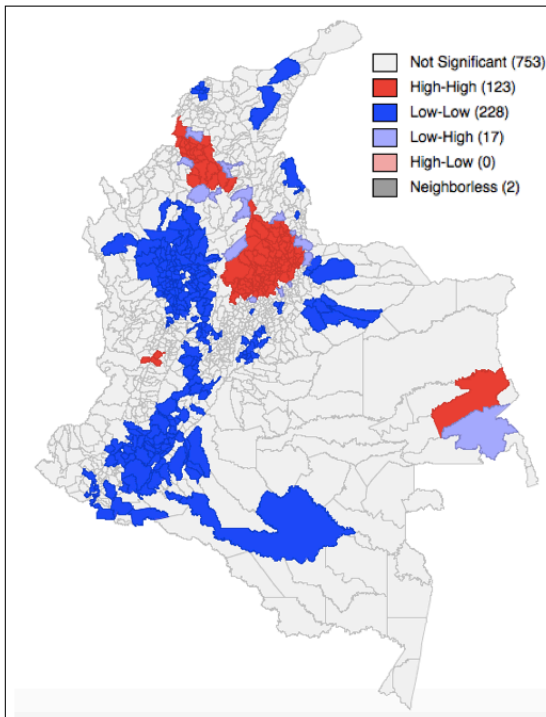 Not Significant (753)
High-High (123)
Low-Low (228)
Low-High (17)
High-Low (0)
Neighborless (2)